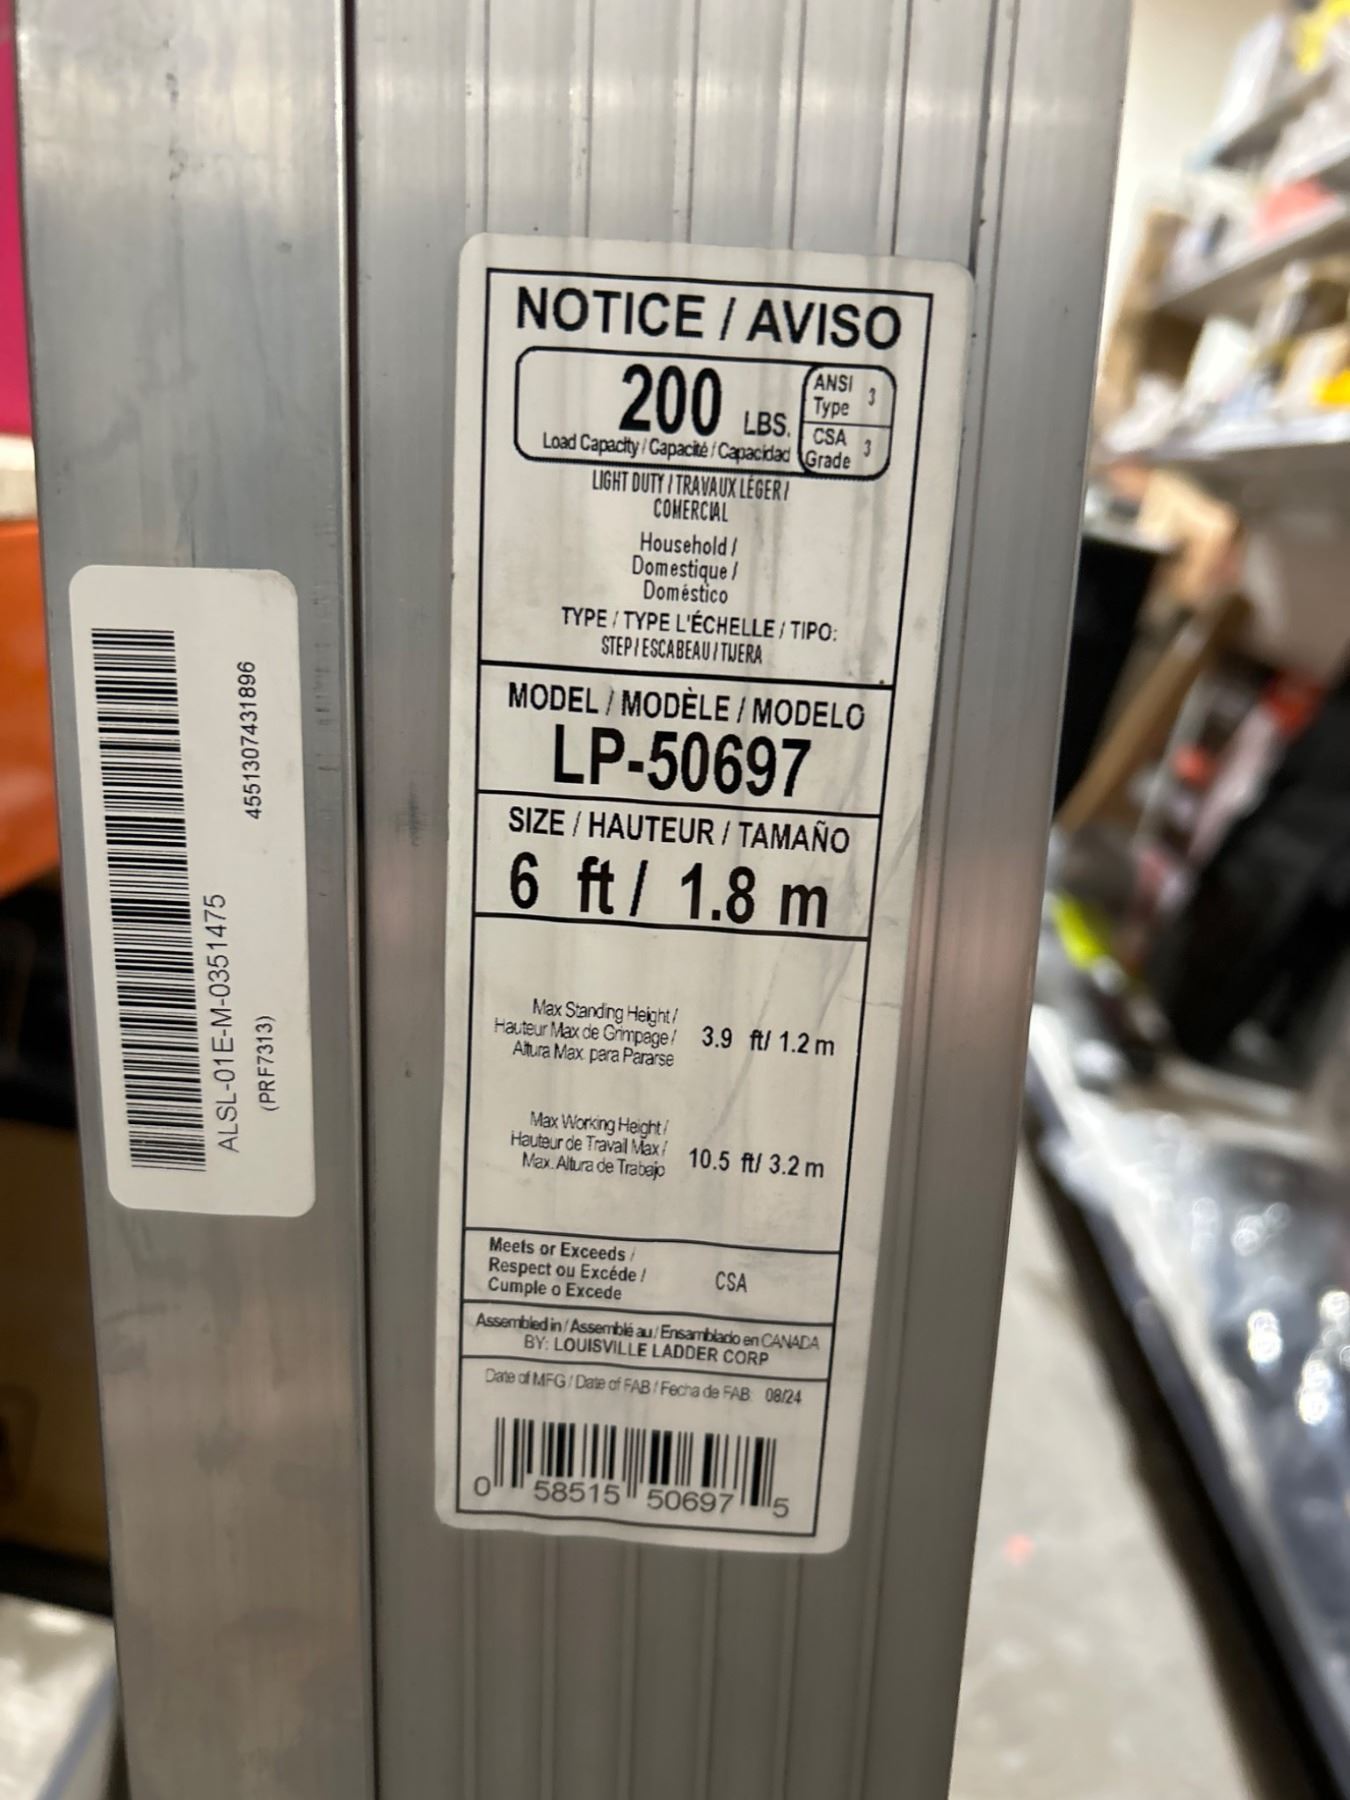 NOTICE / AVISO
200 LBS.
Load Capacity / Capacité / Capacidad
ANSI Type 3
CSA Grade 3
LIGHT DUTY / TRAVAUX LÉGER /
COMERCIAL
Household /
Domestique /
Doméstico
TYPE / TYPE L'ÉCHELLE / TIPO:
STEP / ESCABEAU / TIJERA
MODEL / MODÈLE / MODELO
LP-50697
SIZE / HAUTEUR / TAMAÑO
6 ft / 1.8 m
Max Standing Height /
Hauteur Max de Grimpage /
Altura Max. para Pararse
3.9 ft/ 1.2 m
Max Working Height /
Hauteur de Travail Max /
Max. Altura de Trabajo
10.5 ft/ 3.2 m
Meets or Exceeds /
Respect ou Excéde /
Cumple o Excede
CSA
Assembled in / Assemblé au / Ensamblado en CANADA
BY: LOUISVILLE LADDER CORP
Date of MFG / Date of FAB / Fecha de FAB: 08/24
0 58515 50697 5
4551307431896
ALSL-01E-M-0351475
(PRF7313)